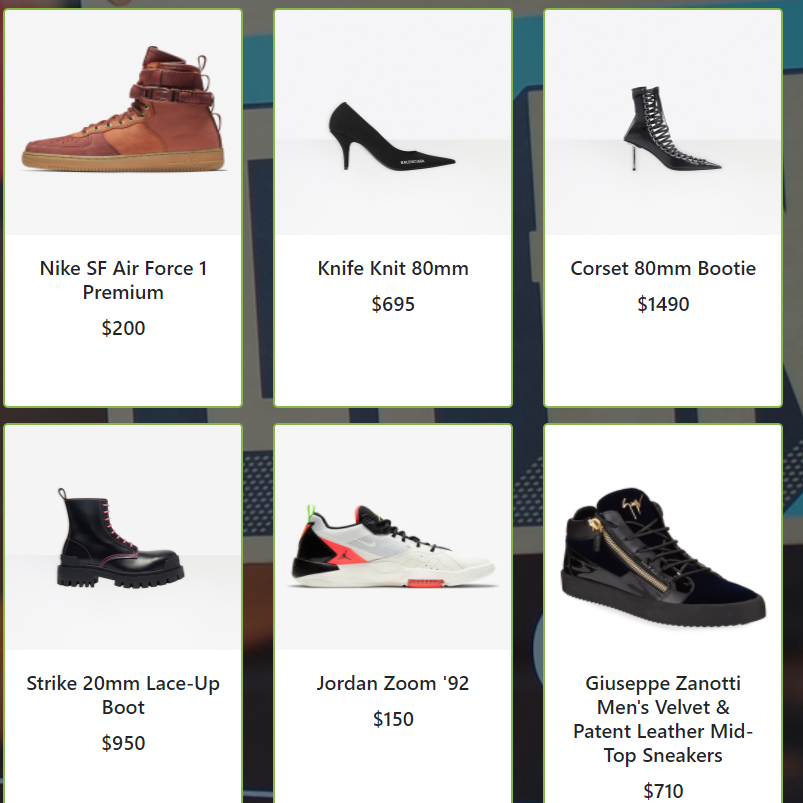 BALENCIAGA
Nike SF Air Force 1
Premium
$200
Knife Knit 80mm
$695
Corset 80mm Bootie
$1490
Strike 20mm Lace-Up
Boot
$950
Jordan Zoom '92
$150
Giuseppe Zanotti
Men's Velvet &
Patent Leather Mid-
Top Sneakers
$710